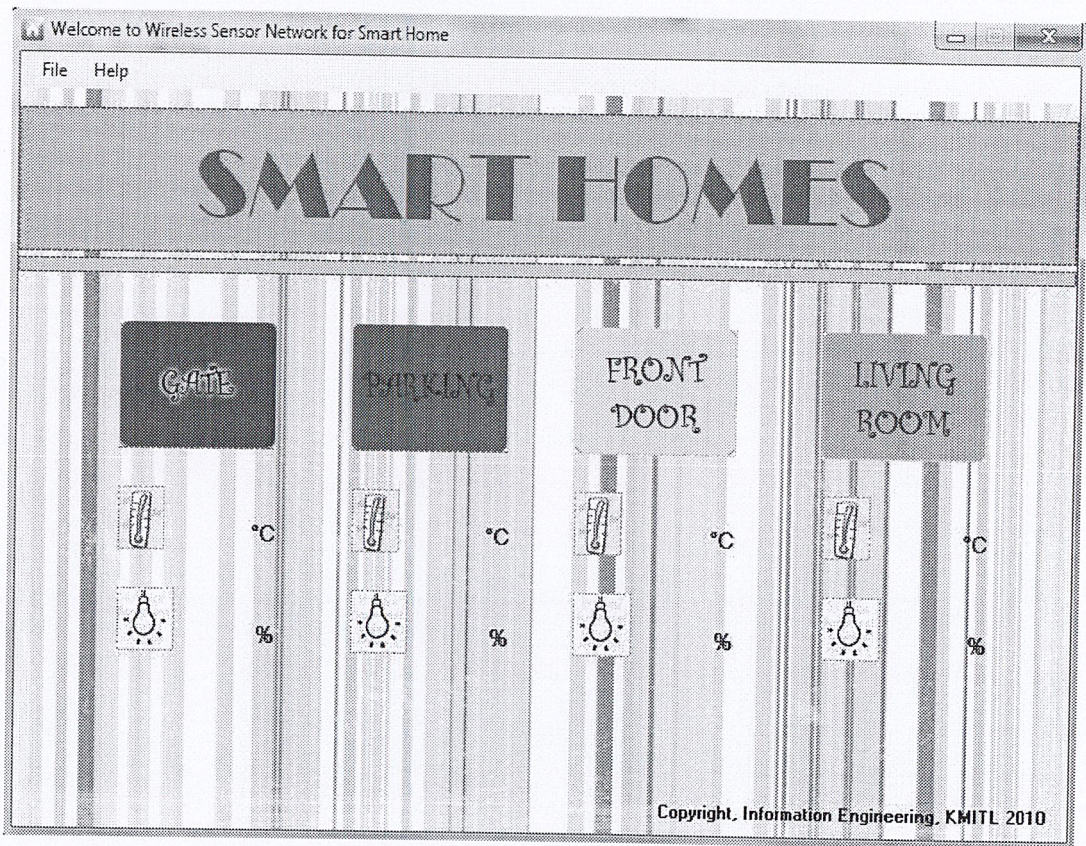 Welcome to Wireless Sensor Network for Smart Home
File Help
SMART HOMES
GATE
PARKING
FRONT
DOOR
LIVING
ROOM
°C °C °C °C
% % % %
Copyright, Information Engineering, KMITL 2010